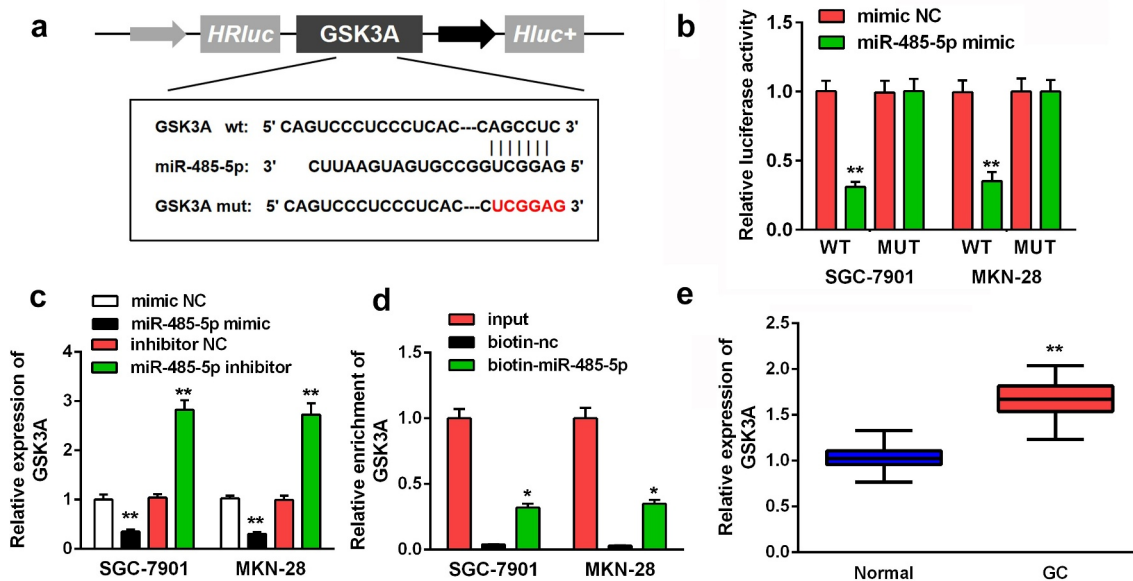 a
HRluc GSK3A Hluc+
GSK3A wt: 5' CAGUCCCUCCCUCAC---CAGCCUC 3'
miR-485-5p: 3' CUUAAGUAGUGCCGGUCGGAG 5'
GSK3A mut: 5' CAGUCCCUCCCUCAC---CUCGGAG 3'
b
mimic NC
miR-485-5p mimic
Relative luciferase activity
1.5
1.0
0.5
0.0
** **
WT MUT WT MUT
SGC-7901 MKN-28
c
mimic NC
miR-485-5p mimic
inhibitor NC
miR-485-5p inhibitor
Relative expression of
GSK3A
4
3
2
1
0
** ** ** **
SGC-7901 MKN-28
d
input
biotin-nc
biotin-miR-485-5p
Relative enrichment of
GSK3A
1.5
1.0
0.5
0.0
* *
SGC-7901 MKN-28
e
Relative expression of
GSK3A
2.5
2.0
1.5
1.0
0.5
0.0
**
Normal GC